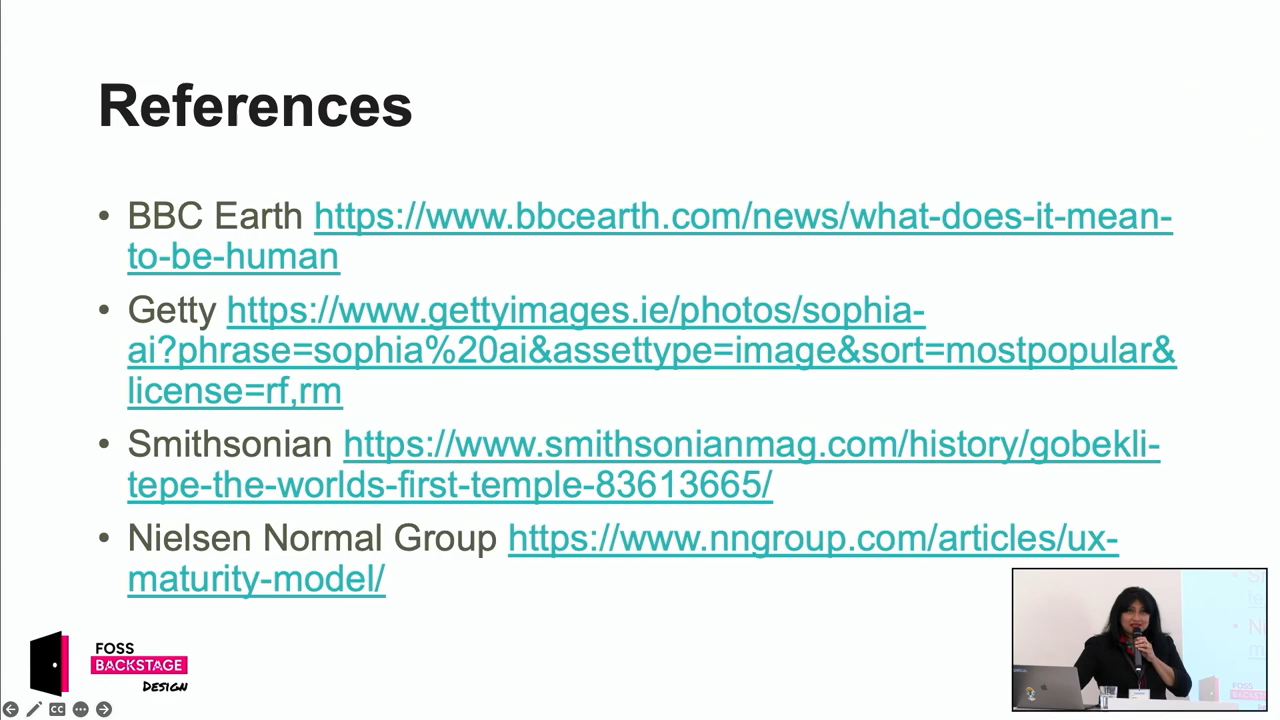 References
• BBC Earth https://www.bbcearth.com/news/what-does-it-mean-
to-be-human
• Getty https://www.gettyimages.ie/photos/sophia-
ai?phrase=sophia%20ai&assettype=image&sort=mostpopular&
license=rf,rm
• Smithsonian https://www.smithsonianmag.com/history/gobekli-
tepe-the-worlds-first-temple-83613665/
• Nielsen Normal Group https://www.nngroup.com/articles/ux-
maturity-model/
FOSS
BACKSTAGE
DESIGN
CC
FOSS
BACKSTAGE